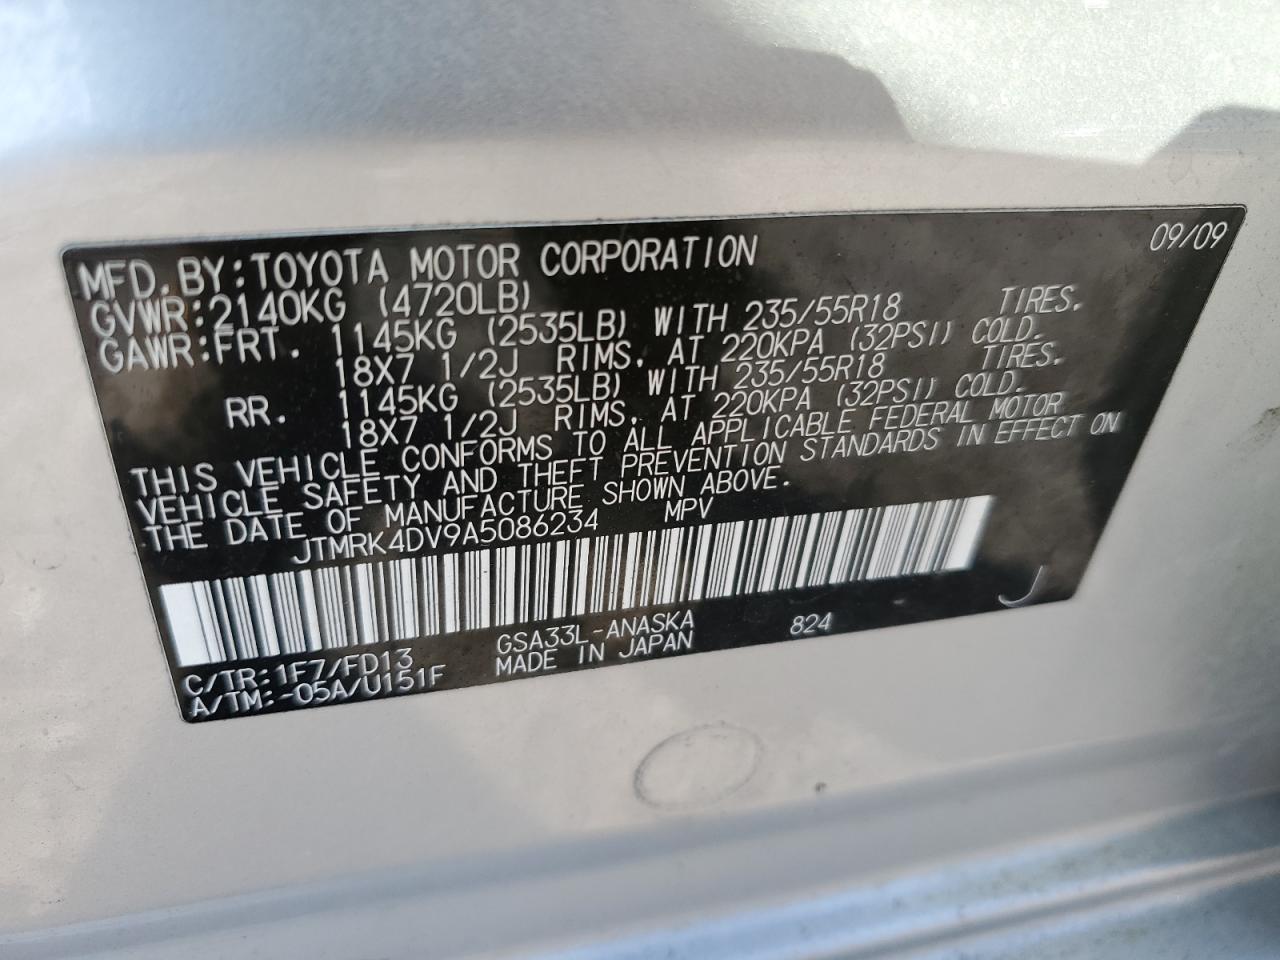 09/09
MFD.BY:TOYOTA MOTOR CORPORATION
GVWR:2140KG (4720LB)
GAWR:FRT. 1145KG (2535LB) WITH 235/55R18 TIRES.
18X7 1/2J RIMS, AT 220KPA (32PSI) COLD.
RR. 1145KG (2535LB) WITH 235/55R18 TIRES.
18X7 1/2J RIMS, AT 220KPA (32PSI) COLD.
THIS VEHICLE CONFORMS TO ALL APPLICABLE FEDERAL MOTOR
VEHICLE SAFETY AND THEFT PREVENTION STANDARDS IN EFFECT ON
THE DATE OF MANUFACTURE SHOWN ABOVE.
JTMRK4DV9A5086234 MPV
J
C/TR:1F7/FD13 GSA33L-ANASKA 824
A/TM:-05A/U151F MADE IN JAPAN